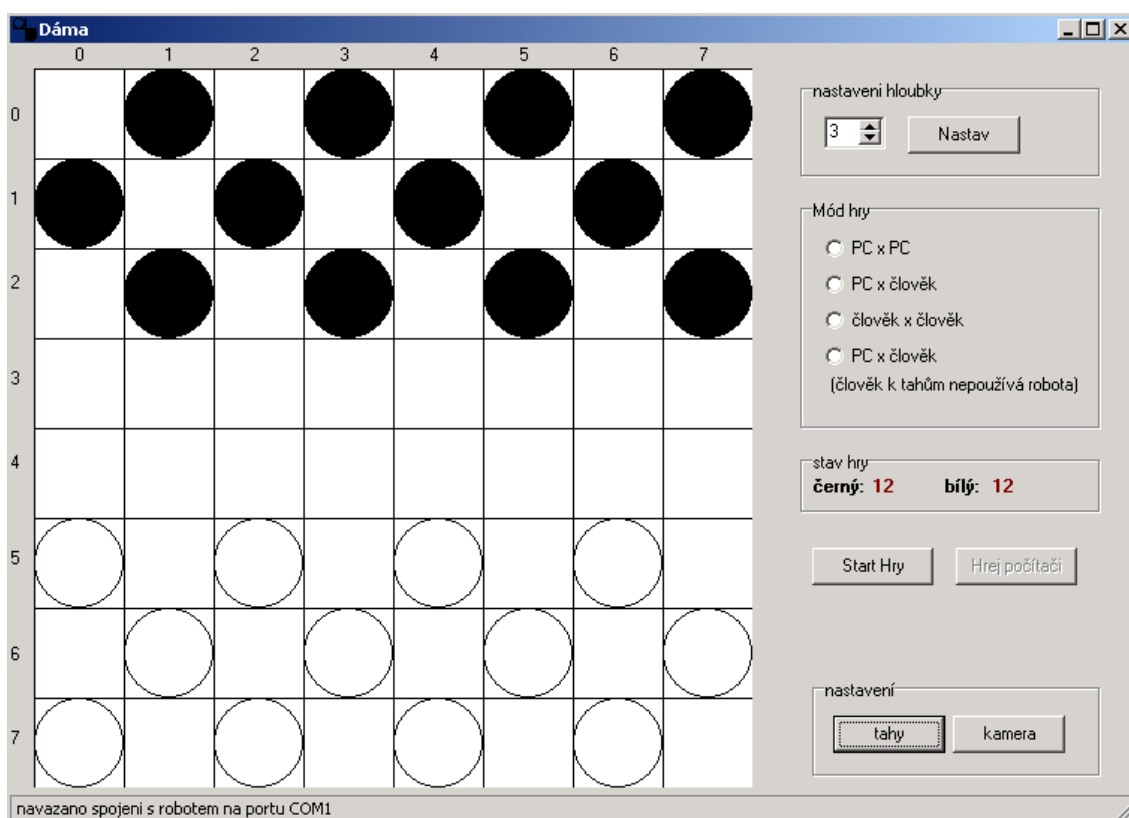 Dáma
0 1 2 3 4 5 6 7
0
1
2
3
4
5
6
7
nastaveni hloubky
3 Nastav
Mód hry
PC x PC
PC x člověk
člověk x člověk
PC x člověk
(člověk k tahům nepoužívá robota)
stav hry
černý: 12 bílý: 12
Start Hry Hrej počítači
nastavení
tahy kamera
navazano spojeni s robotem na portu COM1